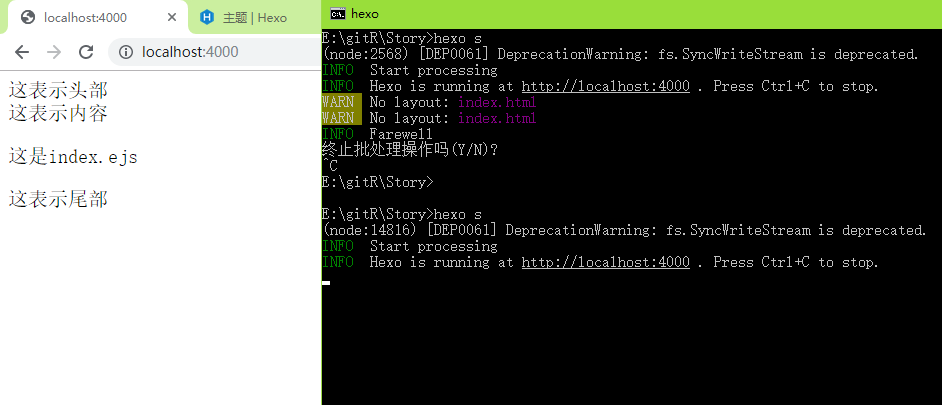 localhost:4000
主题 | Hexo
localhost:4000
这表示头部
这表示内容
这是index.ejs
这表示尾部
hexo
E:\gitR\Story>hexo s
(node:2568) [DEP0061] DeprecationWarning: fs.SyncWriteStream is deprecated.
INFO  Start processing
INFO  Hexo is running at http://localhost:4000 . Press Ctrl+C to stop.
WARN  No layout: index.html
WARN  No layout: index.html
INFO  Farewell
终止批处理操作吗(Y/N)?
^C
E:\gitR\Story>
E:\gitR\Story>hexo s
(node:14816) [DEP0061] DeprecationWarning: fs.SyncWriteStream is deprecated.
INFO  Start processing
INFO  Hexo is running at http://localhost:4000 . Press Ctrl+C to stop.